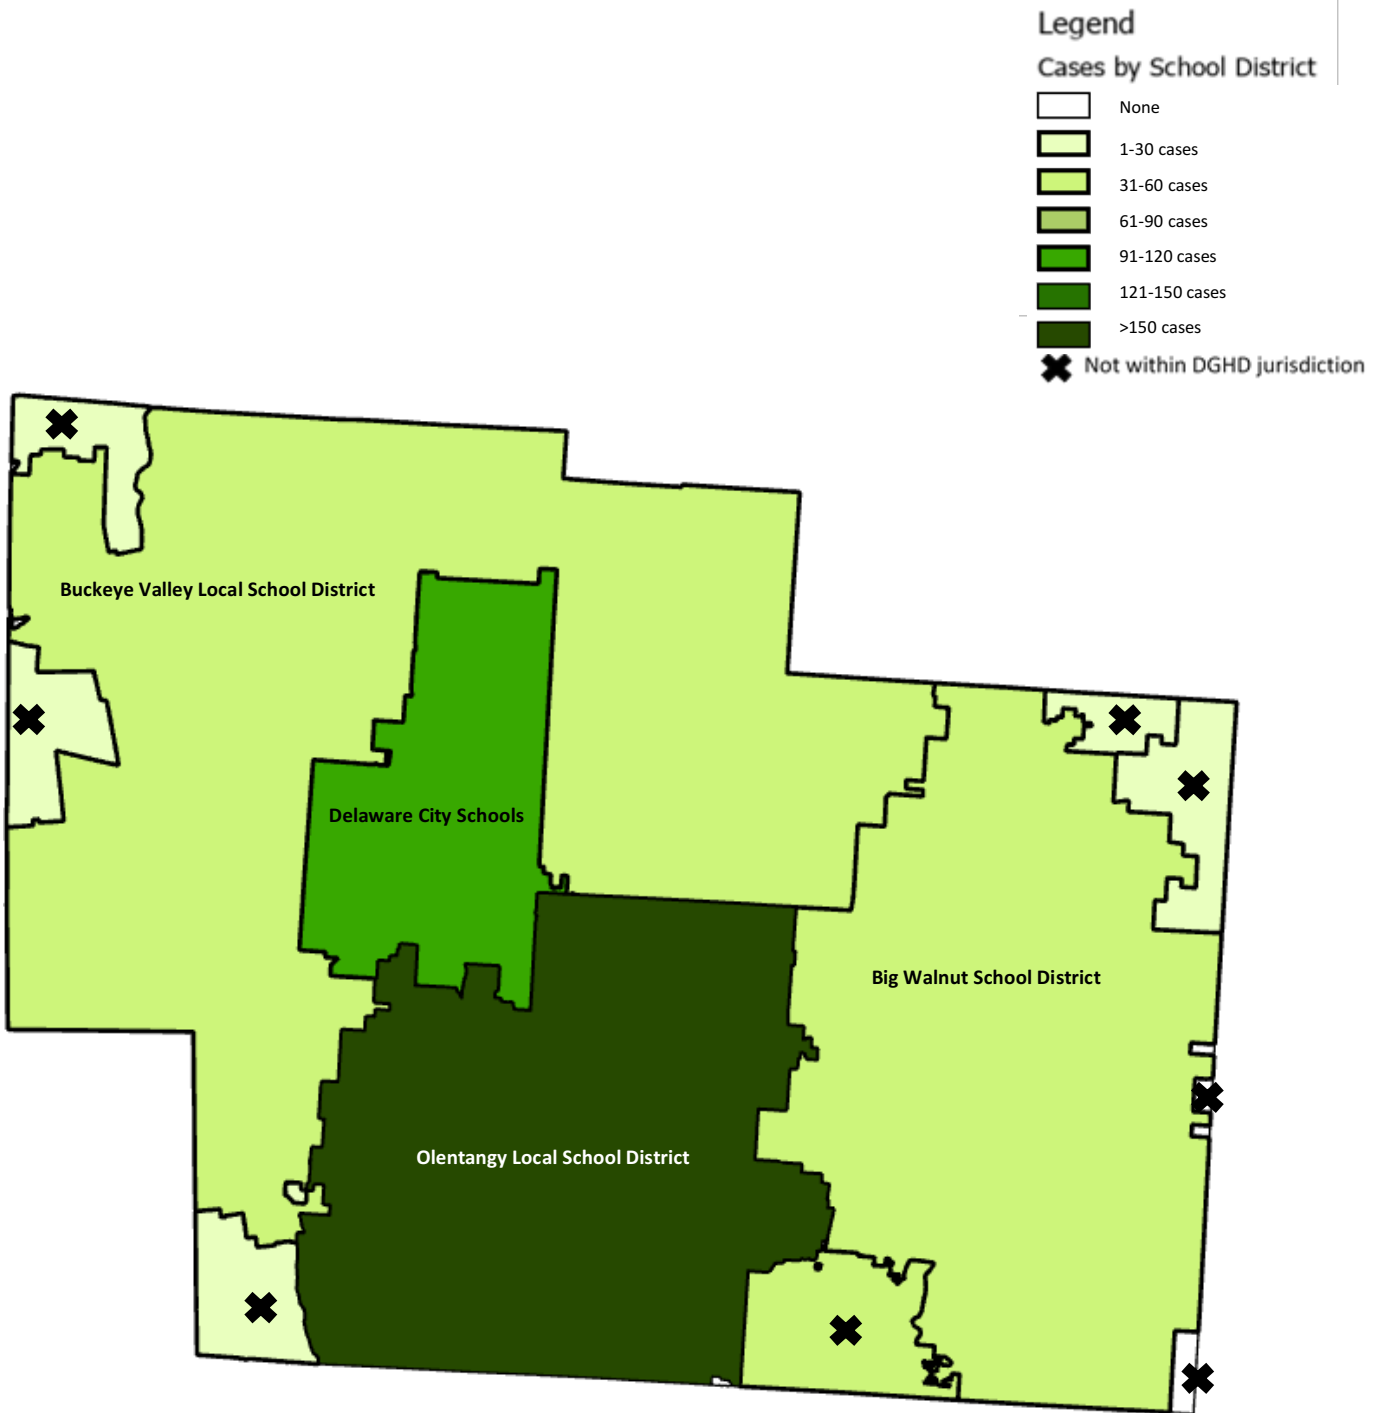 Legend
Cases by School District
None
1-30 cases
31-60 cases
61-90 cases
91-120 cases
121-150 cases
>150 cases
Not within DGHD jurisdiction
Buckeye Valley Local School District
Delaware City Schools
Big Walnut School District
Olentangy Local School District